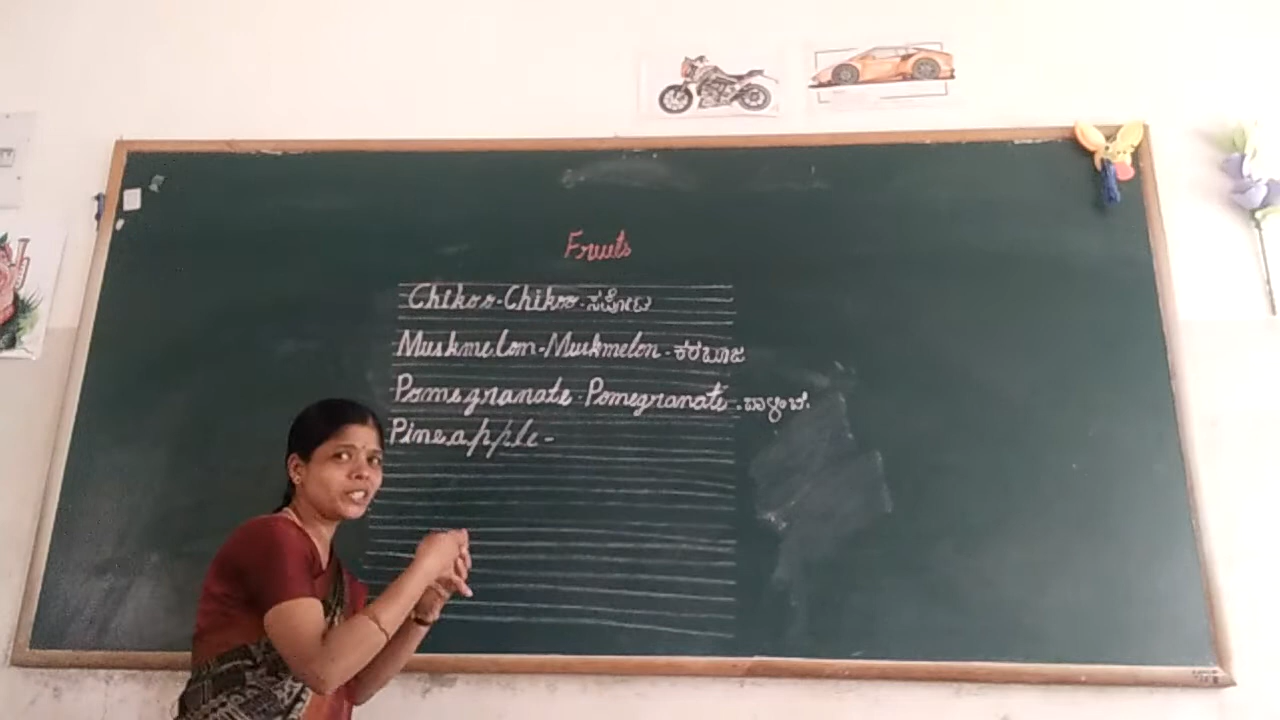 Fruits
Chikoo-Chikoo-ಸಪೋಟ
Muskmelon-Muskmelon-ಕರಬೂಜ
Pomegranate-Pomegranate-ದಾಳಿಂಬೆ.
Pineapple-